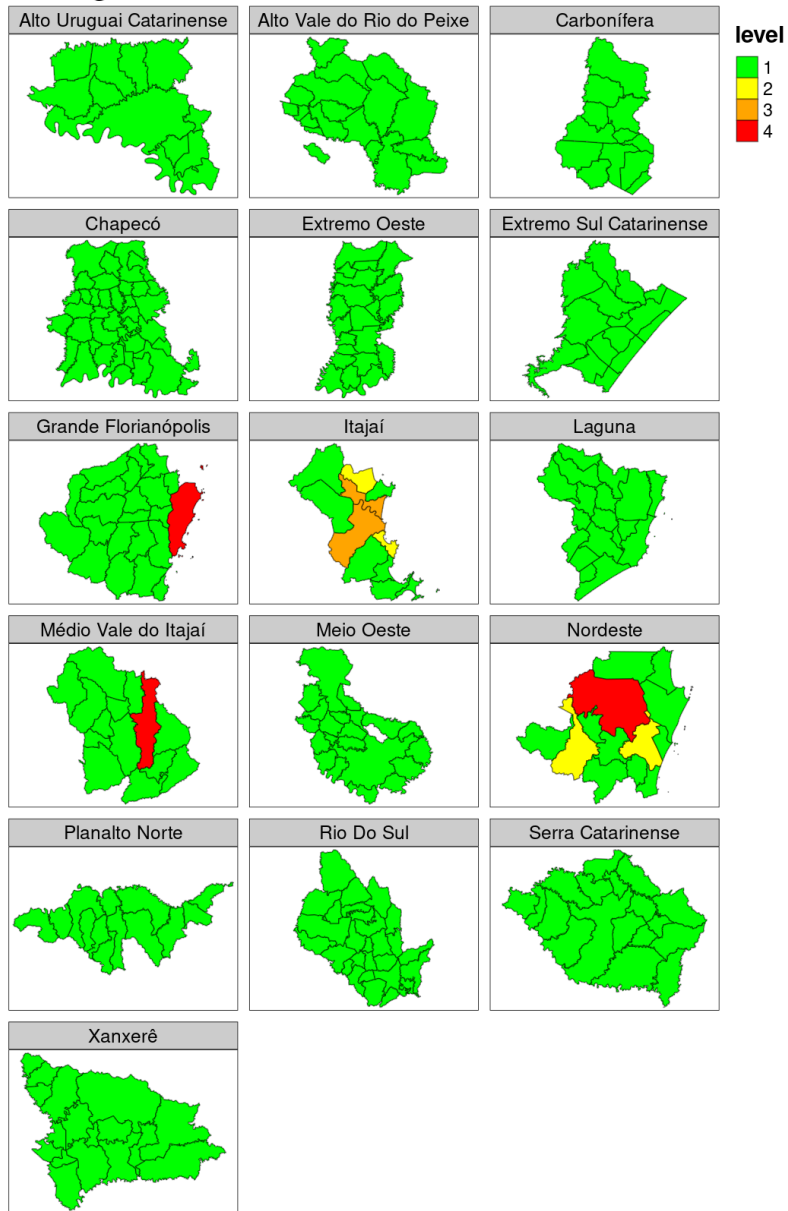 Alto Uruguai Catarinense
Alto Vale do Rio do Peixe
Carbonífera
level
1
2
3
4
Chapecó
Extremo Oeste
Extremo Sul Catarinense
Grande Florianópolis
Itajaí
Laguna
Médio Vale do Itajaí
Meio Oeste
Nordeste
Planalto Norte
Rio Do Sul
Serra Catarinense
Xanxerê